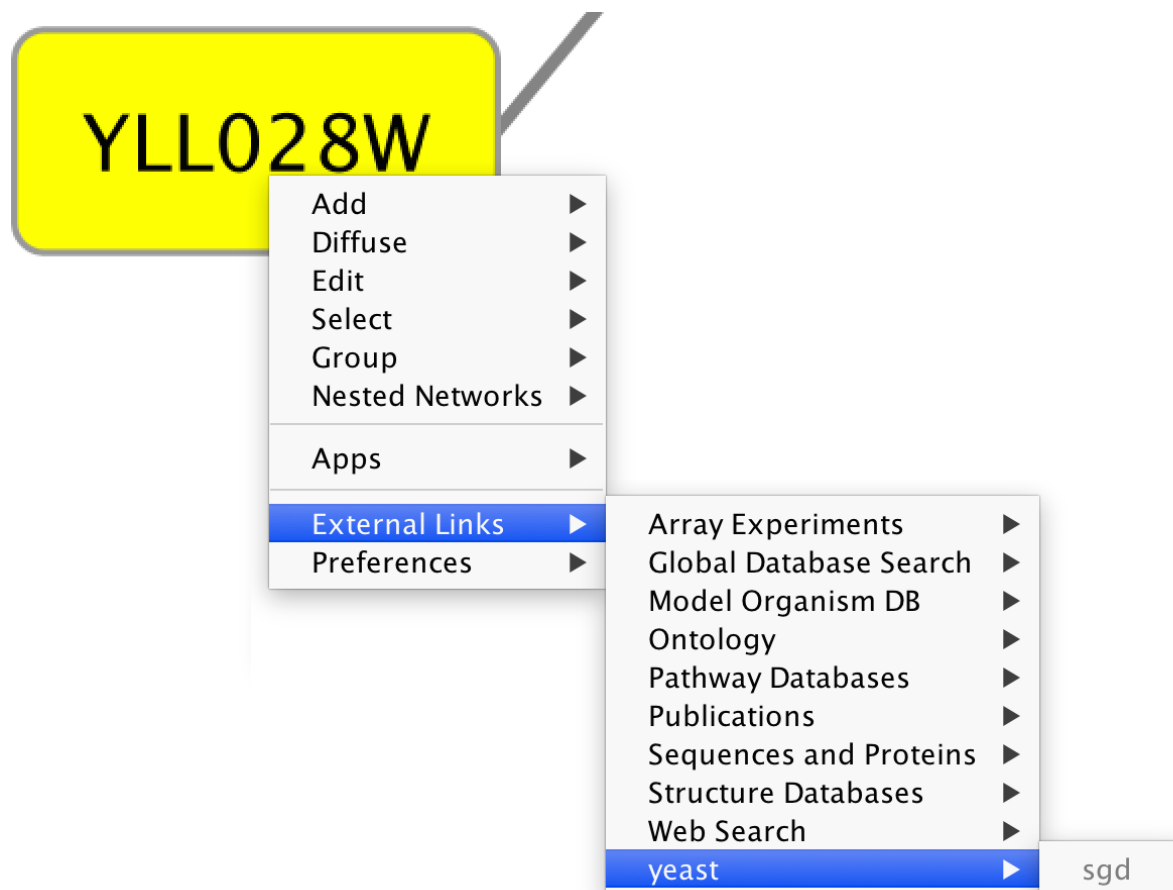 YLL028W
Add
Diffuse
Edit
Select
Group
Nested Networks
Apps
External Links
Preferences
Array Experiments
Global Database Search
Model Organism DB
Ontology
Pathway Databases
Publications
Sequences and Proteins
Structure Databases
Web Search
yeast
sgd